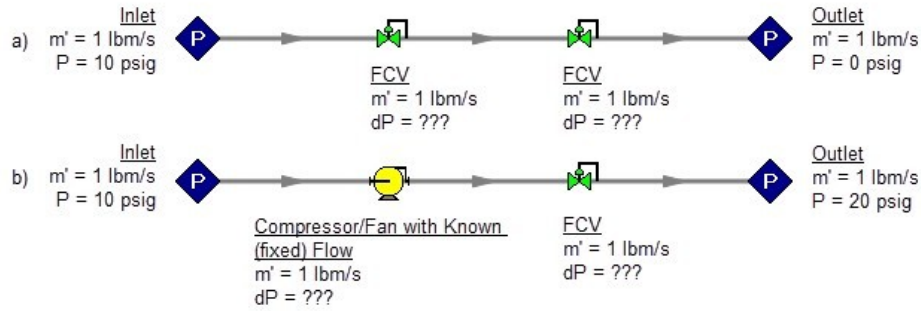 a)
Inlet
m' = 1 lbm/s
P = 10 psig
P
FCV
m' = 1 lbm/s
dP = ???
FCV
m' = 1 lbm/s
dP = ???
P
Outlet
m' = 1 lbm/s
P = 0 psig
b)
Inlet
m' = 1 lbm/s
P = 10 psig
P
Compressor/Fan with Known
(fixed) Flow
m' = 1 lbm/s
dP = ???
FCV
m' = 1 lbm/s
dP = ???
P
Outlet
m' = 1 lbm/s
P = 20 psig